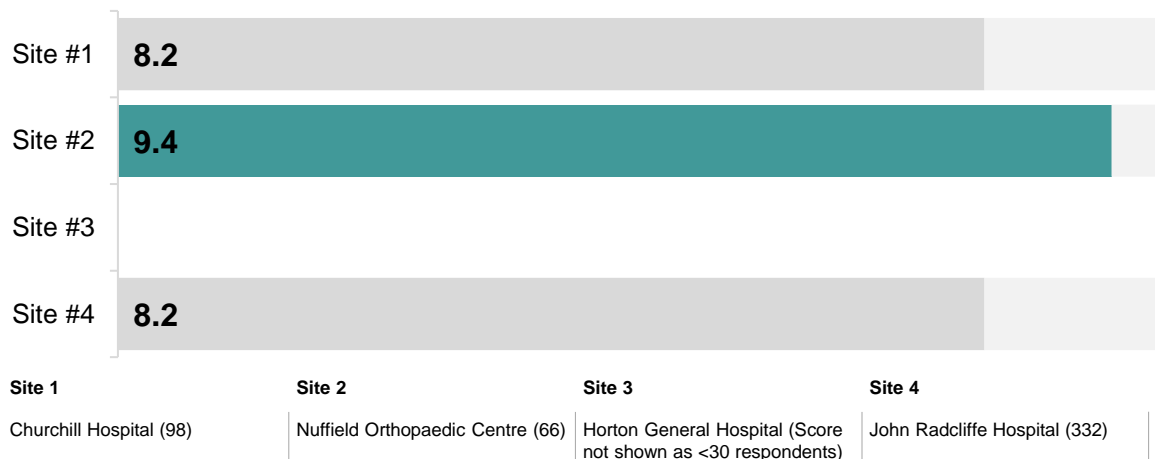 Site #1
8.2
Site #2
9.4
Site #3
Site #4
8.2
Site 1
Site 2
Site 3
Site 4
Churchill Hospital (98)
Nuffield Orthopaedic Centre (66)
Horton General Hospital (Score
not shown as <30 respondents)
John Radcliffe Hospital (332)